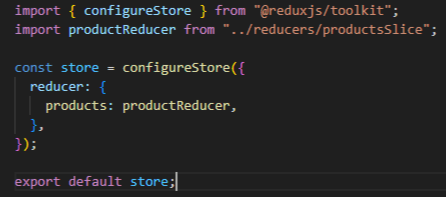 import { configureStore } from "@reduxjs/toolkit";
import productReducer from "../reducers/productsSlice";
const store = configureStore({
  reducer: {
    products: productReducer,
  },
});
export default store;